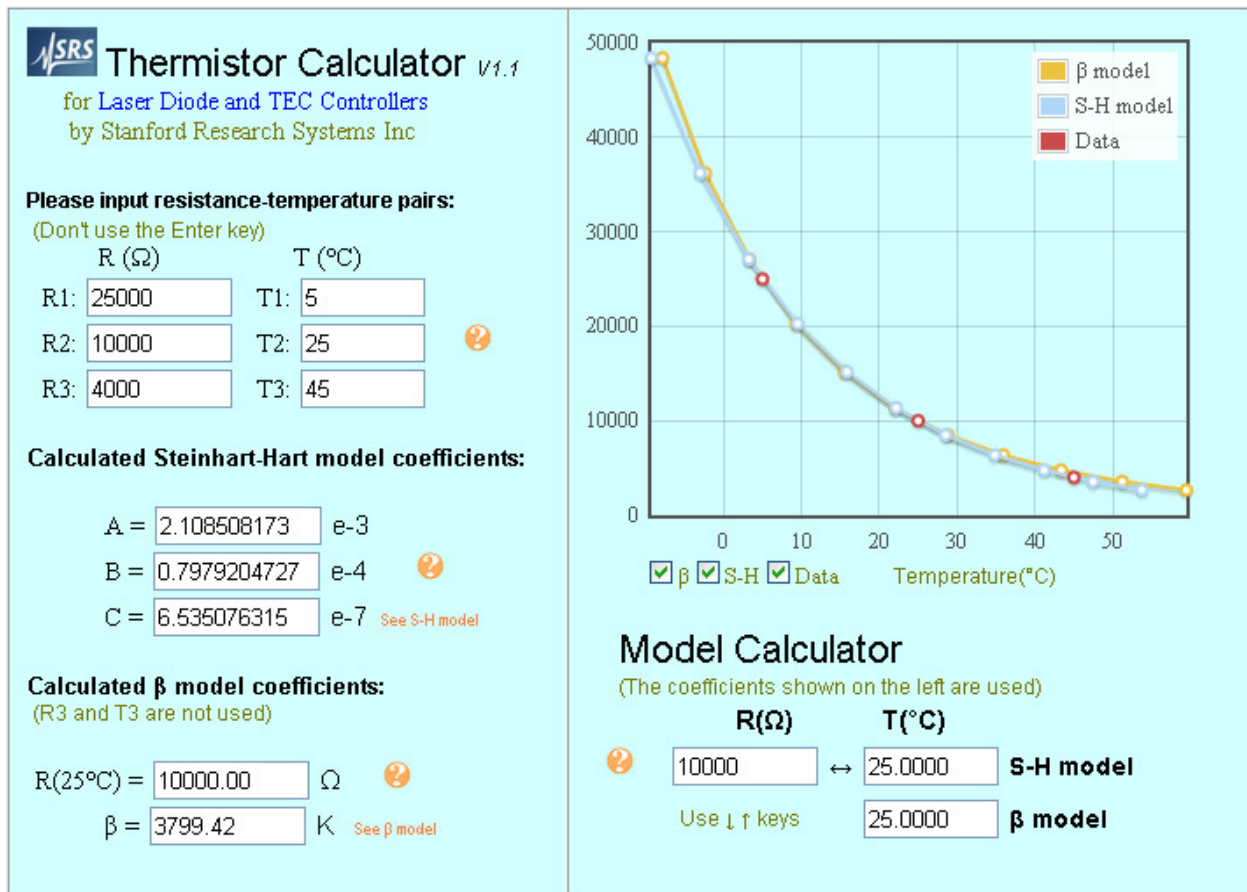 SRS Thermistor Calculator V1.1
for Laser Diode and TEC Controllers
by Stanford Research Systems Inc
Please input resistance-temperature pairs:
(Don't use the Enter key)
R (Ω) T (°C)
R1: 25000 T1: 5
R2: 10000 T2: 25 ?
R3: 4000 T3: 45
Calculated Steinhart-Hart model coefficients:
A = 2.108508173 e-3
B = 0.7979204727 e-4 ?
C = 6.535076315 e-7 See S-H model
Calculated β model coefficients:
(R3 and T3 are not used)
R(25°C) = 10000.00 Ω ?
β = 3799.42 K See β model
50000
40000
30000
20000
10000
0
β model
S-H model
Data
0 10 20 30 40 50
β S-H Data Temperature(°C)
Model Calculator
(The coefficients shown on the left are used)
R(Ω) T(°C)
? 10000 ↔ 25.0000 S-H model
Use ↓ ↑ keys 25.0000 β model